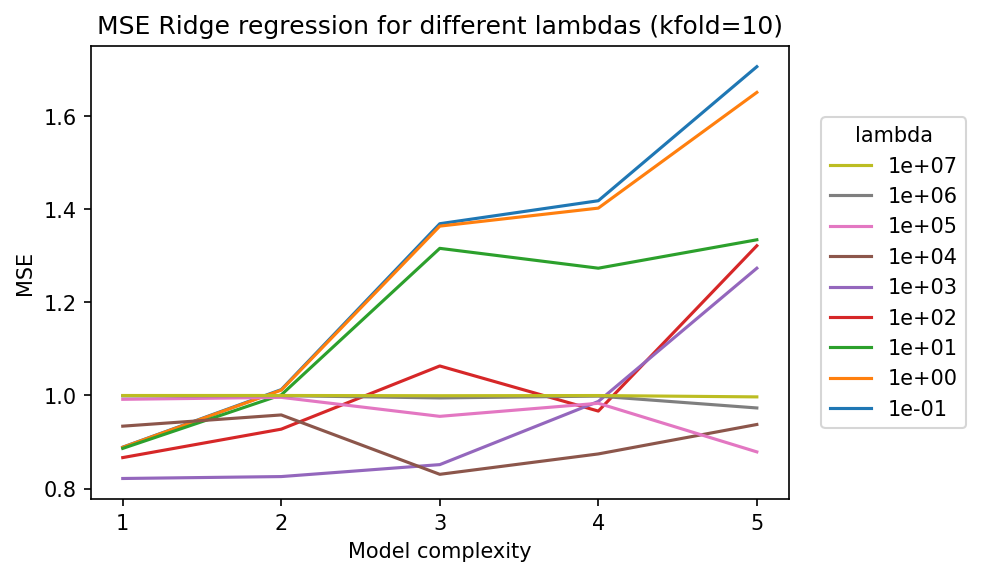 MSE Ridge regression for different lambdas (kfold=10)
MSE
1.6
1.4
1.2
1.0
0.8
1 2 3 4 5
Model complexity
lambda
1e+07
1e+06
1e+05
1e+04
1e+03
1e+02
1e+01
1e+00
1e-01